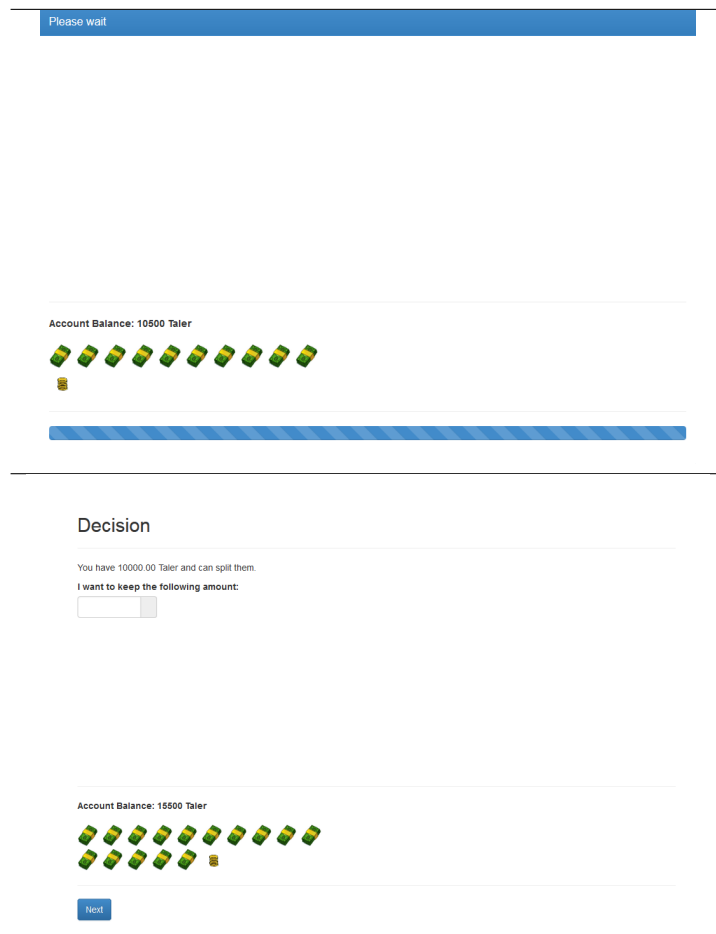 Please wait
Account Balance: 10500 Taler
Decision
You have 10000.00 Taler and can split them.
I want to keep the following amount:
Account Balance: 15500 Taler
Next